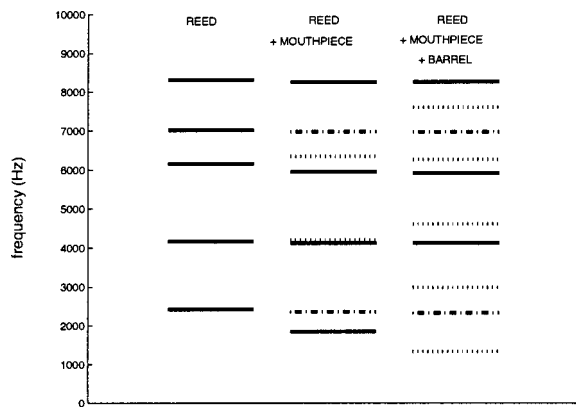 REED
REED
+ MOUTHPIECE
REED
+ MOUTHPIECE
+ BARREL
frequency (Hz)
10000
9000
8000
7000
6000
5000
4000
3000
2000
1000
0